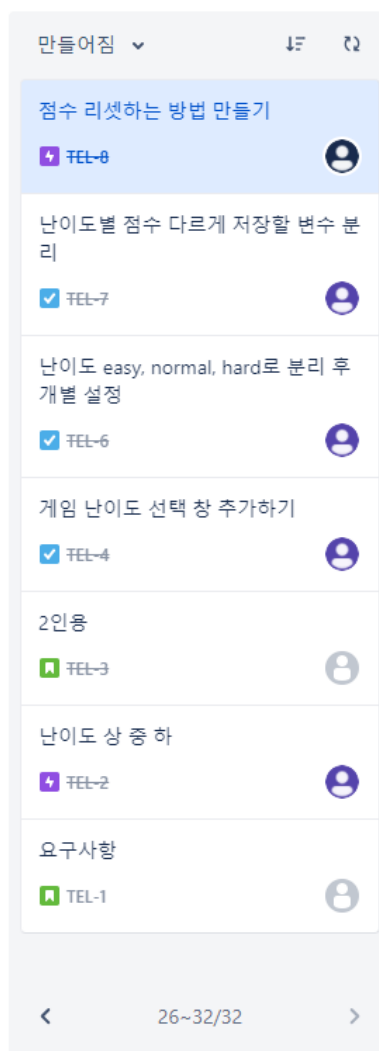 만들어짐
점수 리셋하는 방법 만들기
TEL-8
난이도별 점수 다르게 저장할 변수 분
리
TEL-7
난이도 easy, normal, hard로 분리 후
개별 설정
TEL-6
게임 난이도 선택 창 추가하기
TEL-4
2인용
TEL-3
난이도 상 중 하
TEL-2
요구사항
TEL-1
26~32/32